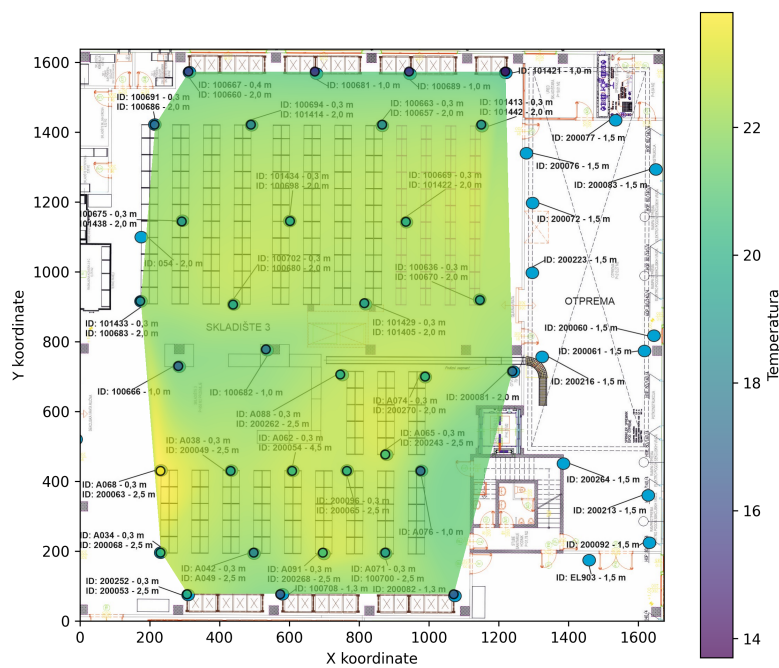 1600
1400
1200
1000
800
600
400
200
0
0
200
400
600
800
1000
1200
1400
1600
X koordinate
Y koordinate
22
20
18
16
14
Temperatura
ID: 100667 - 0,4 m
ID: 100660 - 2,0 m
ID: 100681 - 1,0 m
ID: 100689 - 1,0 m
ID: 101421 - 1,0 m
ID: 100691 - 0,3 m
ID: 100686 - 2,0 m
ID: 100694 - 0,3 m
ID: 101414 - 2,0 m
ID: 100663 - 0,3 m
ID: 100657 - 2,0 m
ID: 101413 - 0,3 m
ID: 101442 - 2,0 m
ID: 200077 - 1,5 m
ID: 200076 - 1,5 m
ID: 200083 - 1,5 m
ID: 101434 - 0,3 m
ID: 100698 - 2,0 m
ID: 100669 - 0,3 m
ID: 101422 - 2,0 m
100675 - 0,3 m
101438 - 2,0 m
ID: 200072 - 1,5 m
ID: 054 - 2,0 m
ID: 100702 - 0,3 m
ID: 100680 - 2,0 m
ID: 100636 - 0,3 m
ID: 100670 - 2,0 m
ID: 200223 - 1,5 m
OTPREMA
ID: 101433 - 0,3 m
ID: 100683 - 2,0 m
SKLADIŠTE 3
ID: 101429 - 0,3 m
ID: 101405 - 2,0 m
ID: 200060 - 1,5 m
ID: 200061 - 1,5 m
ID: 200216 - 1,5 m
ID: 100666 - 1,0 m
ID: 100682 - 1,0 m
ID: A088 - 0,3 m
ID: 200262 - 2,5 m
ID: A074 - 0,3 m
ID: 200270 - 2,0 m
ID: 200081 - 2,0 m
ID: A038 - 0,3 m
ID: 200049 - 2,5 m
ID: A062 - 0,3 m
ID: 200054 - 4,5 m
ID: A065 - 0,3 m
ID: 200243 - 2,5 m
ID: A068 - 0,3 m
ID: 200063 - 2,5 m
ID: 200096 - 0,3 m
ID: 200065 - 2,5 m
ID: A076 - 1,0 m
ID: 200264 - 1,5 m
ID: 200213 - 1,5 m
ID: A034 - 0,3 m
ID: 200068 - 2,5 m
ID: 200092 - 1,5 m
ID: A042 - 0,3 m
ID: A049 - 2,5 m
ID: A091 - 0,3 m
ID: 200268 - 2,5 m
ID: A071 - 0,3 m
ID: 100700 - 2,5 m
ID: EL903 - 1,5 m
ID: 200252 - 0,3 m
ID: 200053 - 2,5 m
ID: 100708 - 1,3 m
ID: 200082 - 1,3 m